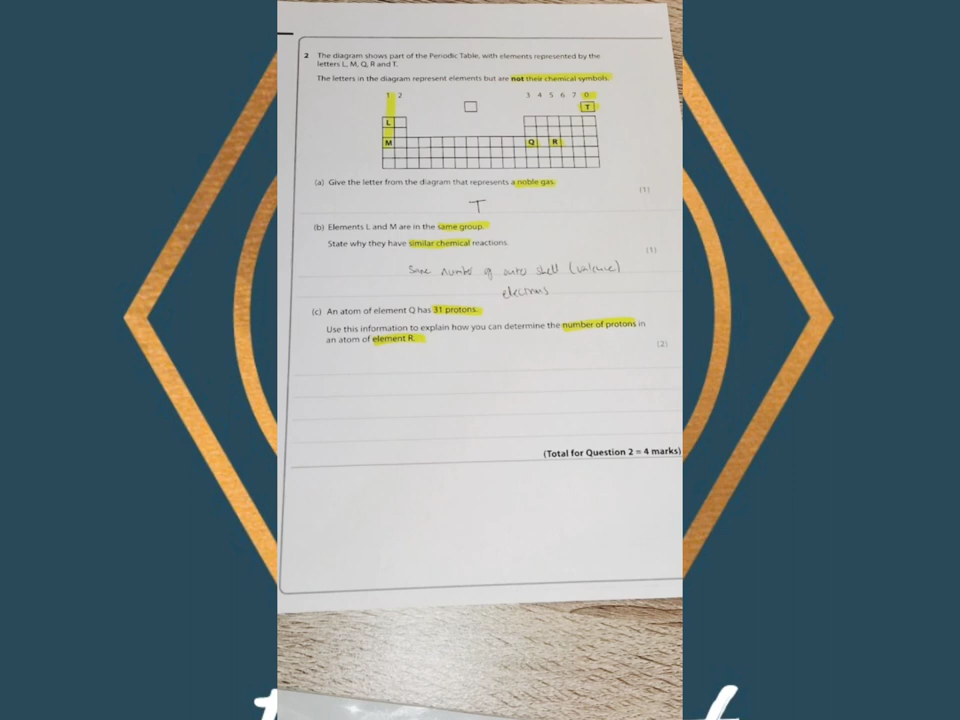 2 The diagram shows part of the Periodic Table, with elements represented by the
letters L, M, Q, R and T.
The letters in the diagram represent elements but are not their chemical symbols.
1 2 3 4 5 6 7 0
T
L
M Q R
(a) Give the letter from the diagram that represents a noble gas.
(1)
T
(b) Elements L and M are in the same group.
State why they have similar chemical reactions.
(1)
Same number of outer shell (valence)
electrons
(c) An atom of element Q has 31 protons.
Use this information to explain how you can determine the number of protons in
an atom of element R.
(2)
(Total for Question 2 = 4 marks)